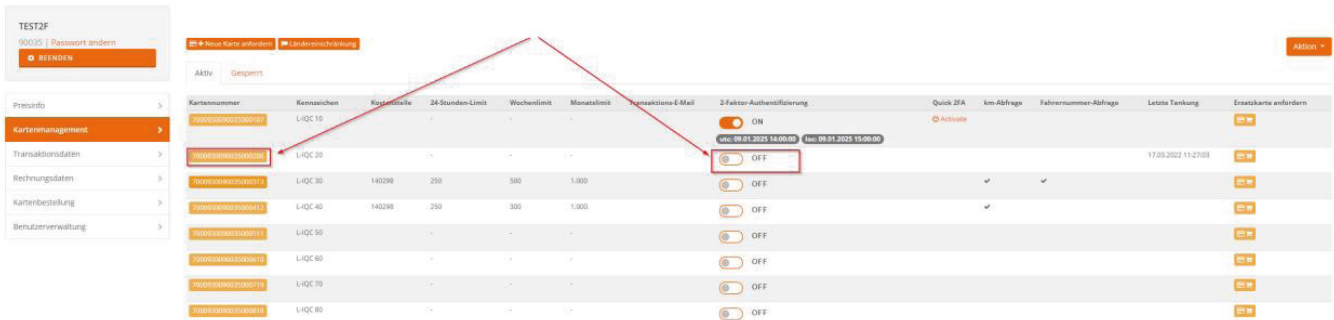 TEST2F
90035 | Passwort ändern
BEENDEN
Neue Karte anfordern Ländereinschränkung
Aktion
Aktiv Gesperrt
Preisinfo
Kartenmanagement
Transaktionsdaten
Rechnungsdaten
Kartenbestellung
Benutzerverwaltung
Kartennummer Kennzeichen Kostenstelle 24-Stunden-Limit Wochenlimit Monatslimit Transaktions-E-Mail 2-Faktor-Authentifizierung Quick 2FA km-Abfrage Fahrernummer-Abfrage Letzte Tankung Ersatzkarte anfordern
L-IQC 10 - - - ON Activate
utc: 09.01.2025 14:00:00 loc: 09.01.2025 15:00:00
L-IQC 20 - - - OFF 17.03.2022 11:27:03
L-IQC 30 140298 250 500 1.000 OFF
L-IQC 40 140298 250 300 1.000 OFF
L-IQC 50 - - - OFF
L-IQC 60 - - - OFF
L-IQC 70 - - - OFF
L-IQC 80 - - - OFF